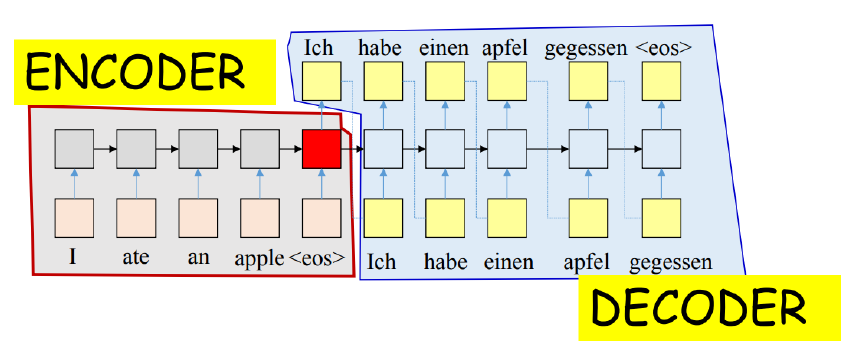 Ich habe einen apfel gegessen <eos>
ENCODER
I ate an apple <eos> Ich habe einen apfel gegessen
DECODER